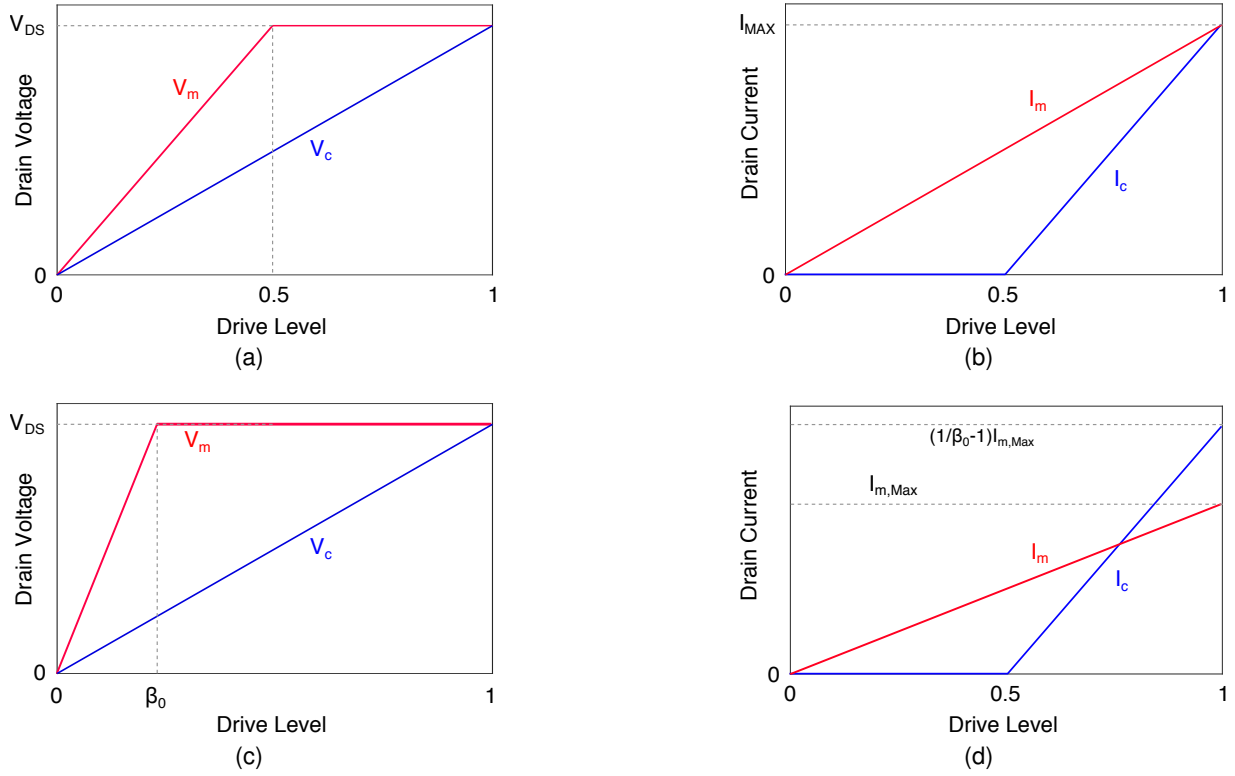 V_DS
Drain Voltage
V_m
V_c
0
0
0.5
1
Drive Level
(a)
I_MAX
Drain Current
I_m
I_c
0
0
0.5
1
Drive Level
(b)
V_DS
Drain Voltage
V_m
V_c
0
0
β_0
1
Drive Level
(c)
(1/β_0-1)I_m,Max
I_m,Max
Drain Current
I_m
I_c
0
0
0.5
1
Drive Level
(d)